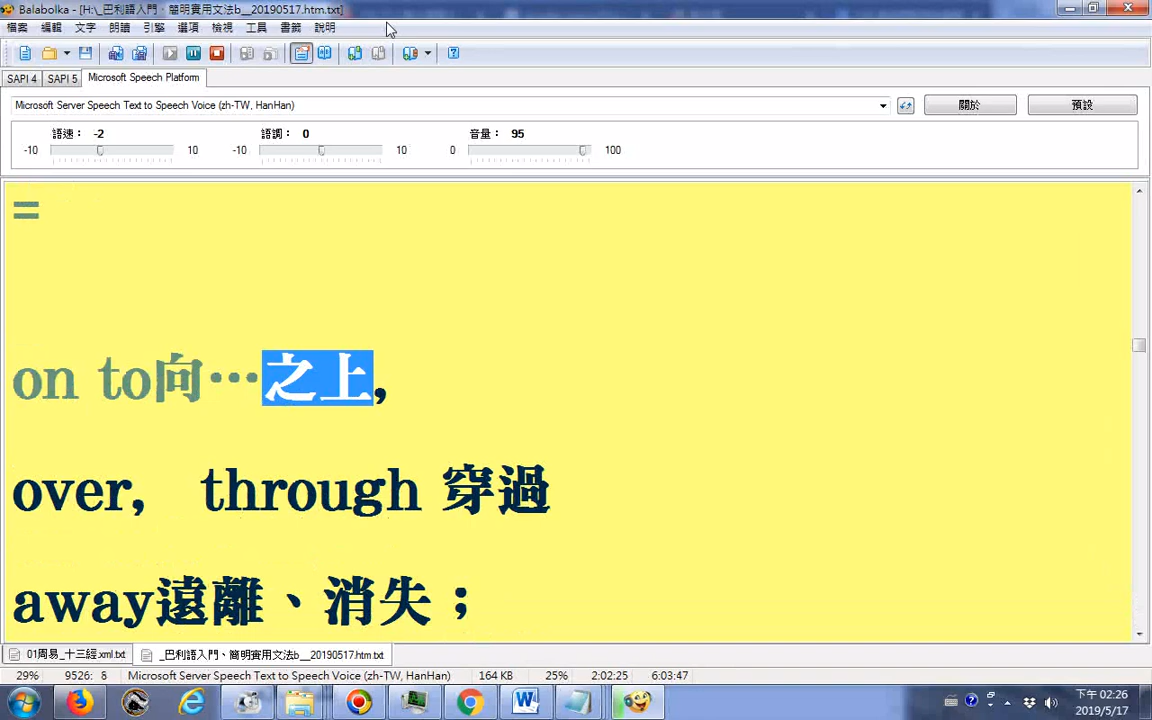 Balabolka - [H:\_巴利語入門、簡明實用文法b__20190517.htm.txt]
檔案 編輯 文字 朗讀 引擎 選項 檢視 工具 書籤 說明
SAPI 4 SAPI 5 Microsoft Speech Platform
Microsoft Server Speech Text to Speech Voice (zh-TW, HanHan) 關於 預設
語速： -2 語調： 0 音量： 95
-10 10 -10 10 0 100
=
on to向…之上,
over, through 穿過
away遠離、消失；
01周易_十三經.xml.txt _巴利語入門、簡明實用文法b__20190517.htm.txt
29% 9526: 8 Microsoft Server Speech Text to Speech Voice (zh-TW, HanHan) 164 KB 25% 2:02:25 6:03:47
下午 02:26
2019/5/17